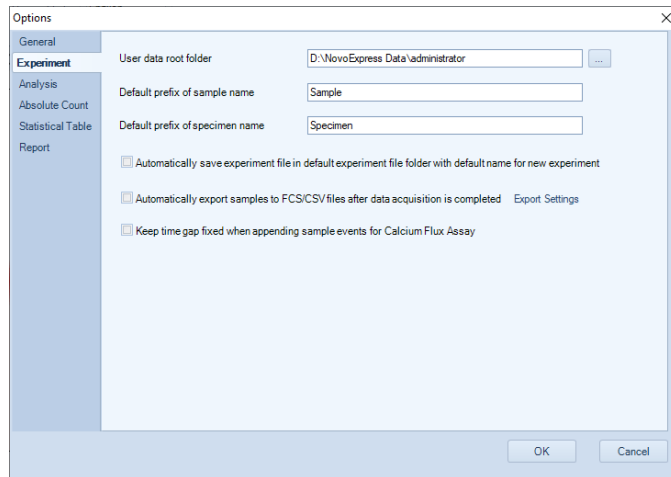 Options
General
Experiment
Analysis
Absolute Count
Statistical Table
Report
User data root folder
D:\NovoExpress Data\administrator
...
Default prefix of sample name
Sample
Default prefix of specimen name
Specimen
Automatically save experiment file in default experiment file folder with default name for new experiment
Automatically export samples to FCS/CSV files after data acquisition is completed Export Settings
Keep time gap fixed when appending sample events for Calcium Flux Assay
OK
Cancel